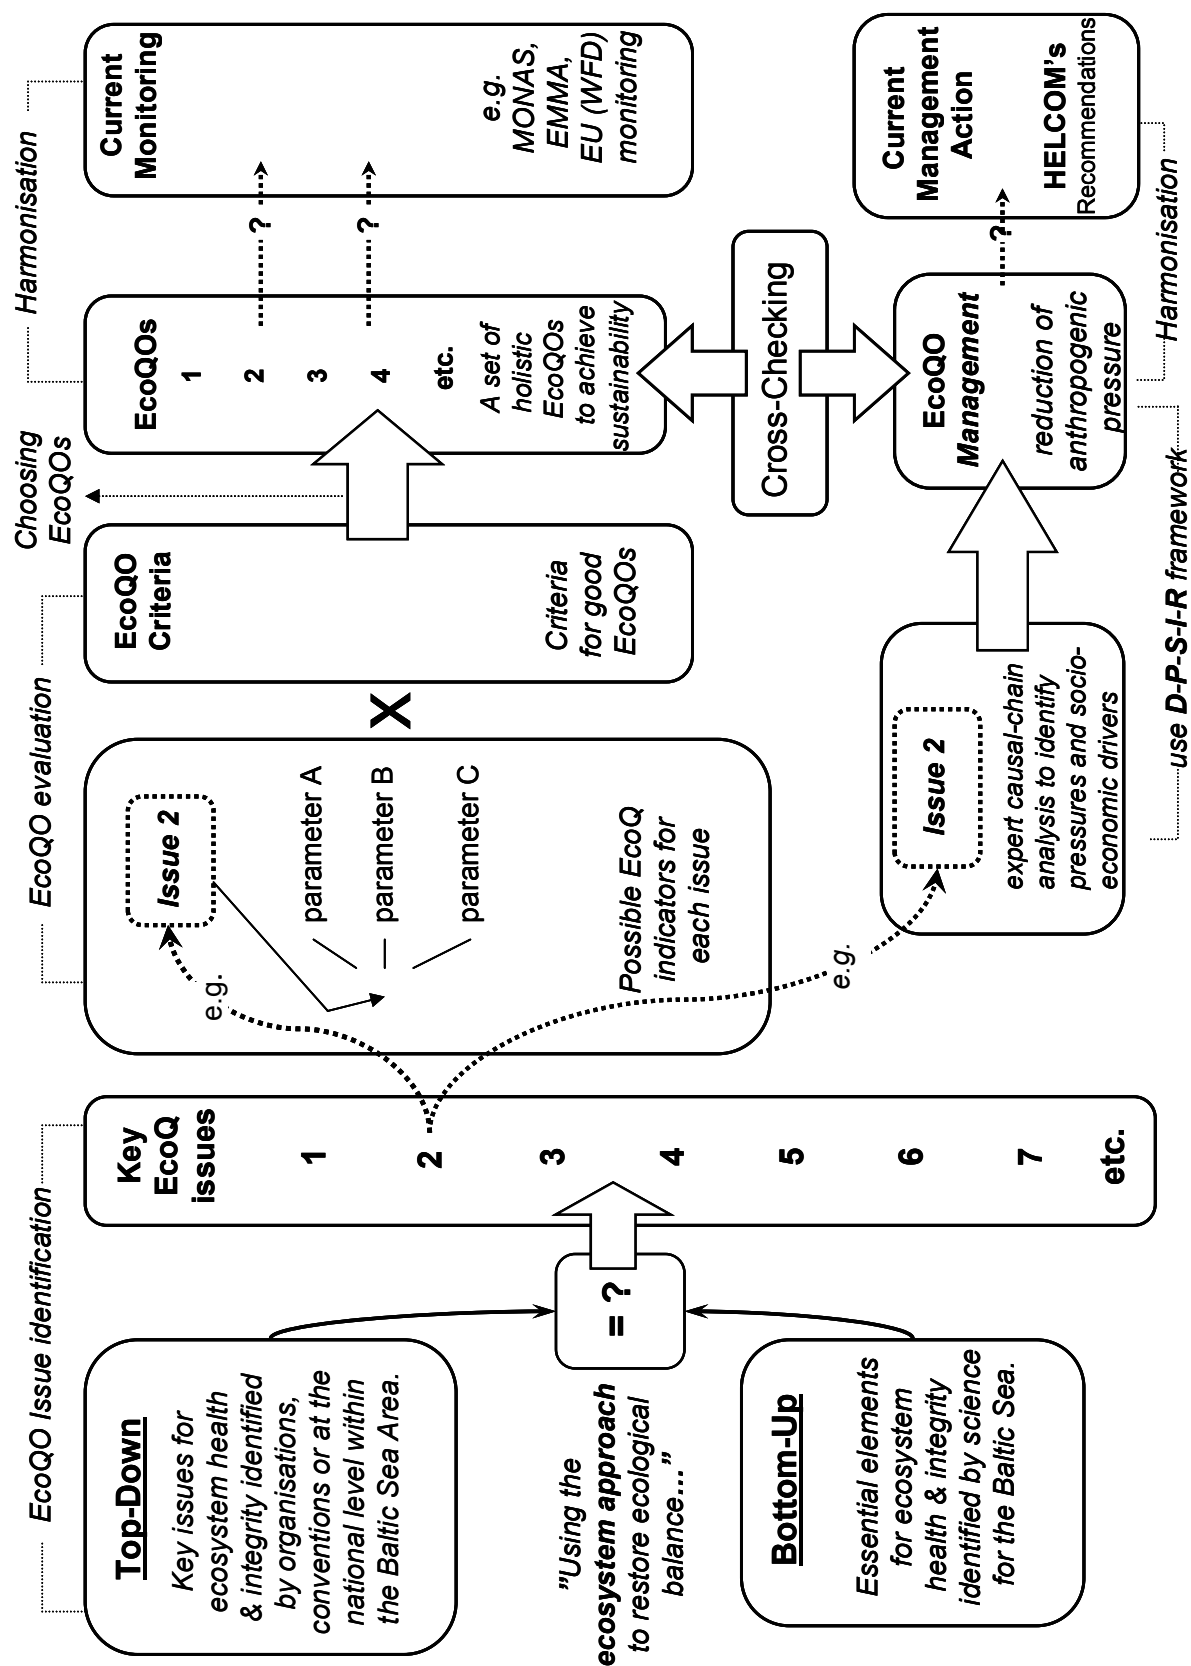 EcoQO Issue identification
EcoQO evaluation
Choosing
EcoQOs
Harmonisation
Top-Down
Key issues for
ecosystem health
& integrity identified
by organisations,
conventions or at the
national level within
the Baltic Sea Area.
"Using the
ecosystem approach
to restore ecological
balance..."
= ?
Bottom-Up
Essential elements
for ecosystem
health & integrity
identified by science
for the Baltic Sea.
Key
EcoQ
issues
1
2
3
4
5
6
7
etc.
e.g.
Issue 2
parameter A
parameter B
parameter C
Possible EcoQ
indicators for
each issue
X
EcoQO
Criteria
Criteria
for good
EcoQOs
EcoQOs
1
2
3
4
etc.
A set of
holistic
EcoQOs
to achieve
sustainability
?
?
Current
Monitoring
e.g.
MONAS,
EMMA,
EU (WFD)
monitoring
Cross-Checking
e.g.
Issue 2
expert causal-chain
analysis to identify
pressures and socio-
economic drivers
EcoQO
Management
reduction of
anthropogenic
pressure
?
Current
Management
Action
HELCOM's
Recommendations
use D-P-S-I-R framework
Harmonisation